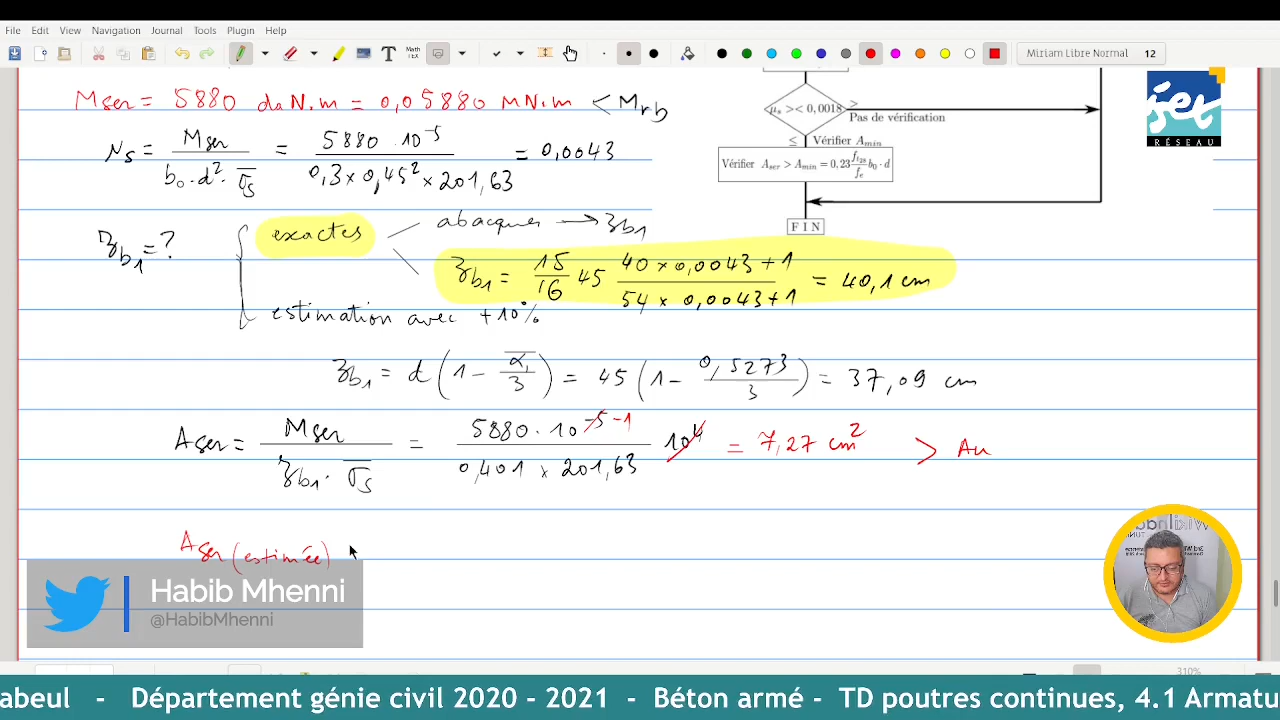 File Edit View Navigation Journal Tools Plugin Help
Miriam Libre Normal 12
Mser = 5880 daN.m = 0,05880 MN.m < Mrb
μs = Mser / b0 · d² · σ̅s = 5880 · 10⁻⁵ / 0,3 × 0,45² × 201,63 = 0,0043
zb1 = ?
exactes
abaques → zb1
zb1 = 15/16 45 40 × 0,0043 + 1 / 54 × 0,0043 + 1 = 40,1 cm
estimation avec +10%
zb1 = d (1 - α̅1/3) = 45 (1 - 0,5273/3) = 37,09 cm
Aser = Mser / zb1 · σ̅s = 5880 · 10⁻⁵⁻¹ / 0,401 × 201,63 10⁴ = 7,27 cm² > Au
Aser (estimée)
μs >< 0,0018
>
Pas de vérification
≤ Vérifier Amin
Vérifier Aser > Amin = 0,23 ft28/fe b0 · d
F I N
iset
RÉSEAU
Habib Mhenni
@HabibMhenni
310%
abeul - Département génie civil 2020 - 2021 - Béton armé - TD poutres continues, 4.1 Armatu